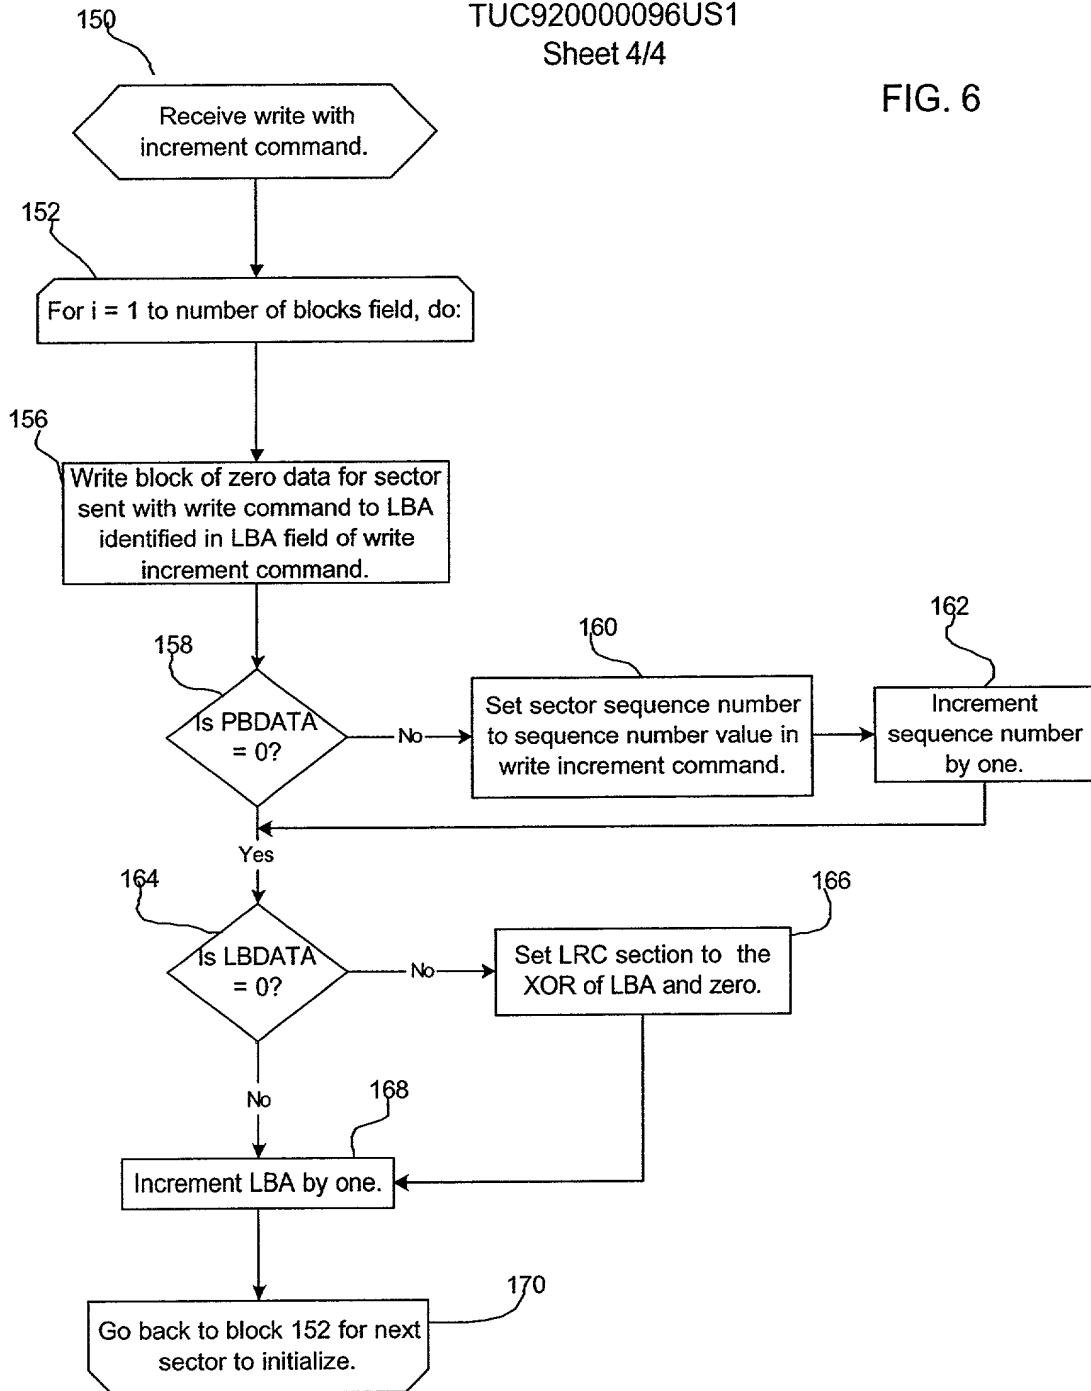 TUC920000096US1
Sheet 4/4
FIG. 6
150
Receive write with
increment command.
152
For i = 1 to number of blocks field, do:
156
Write block of zero data for sector
sent with write command to LBA
identified in LBA field of write
increment command.
158
Is PBDATA
= 0?
No
160
Set sector sequence number
to sequence number value in
write increment command.
162
Increment
sequence number
by one.
Yes
164
Is LBDATA
= 0?
No
166
Set LRC section to the
XOR of LBA and zero.
No
168
Increment LBA by one.
170
Go back to block 152 for next
sector to initialize.